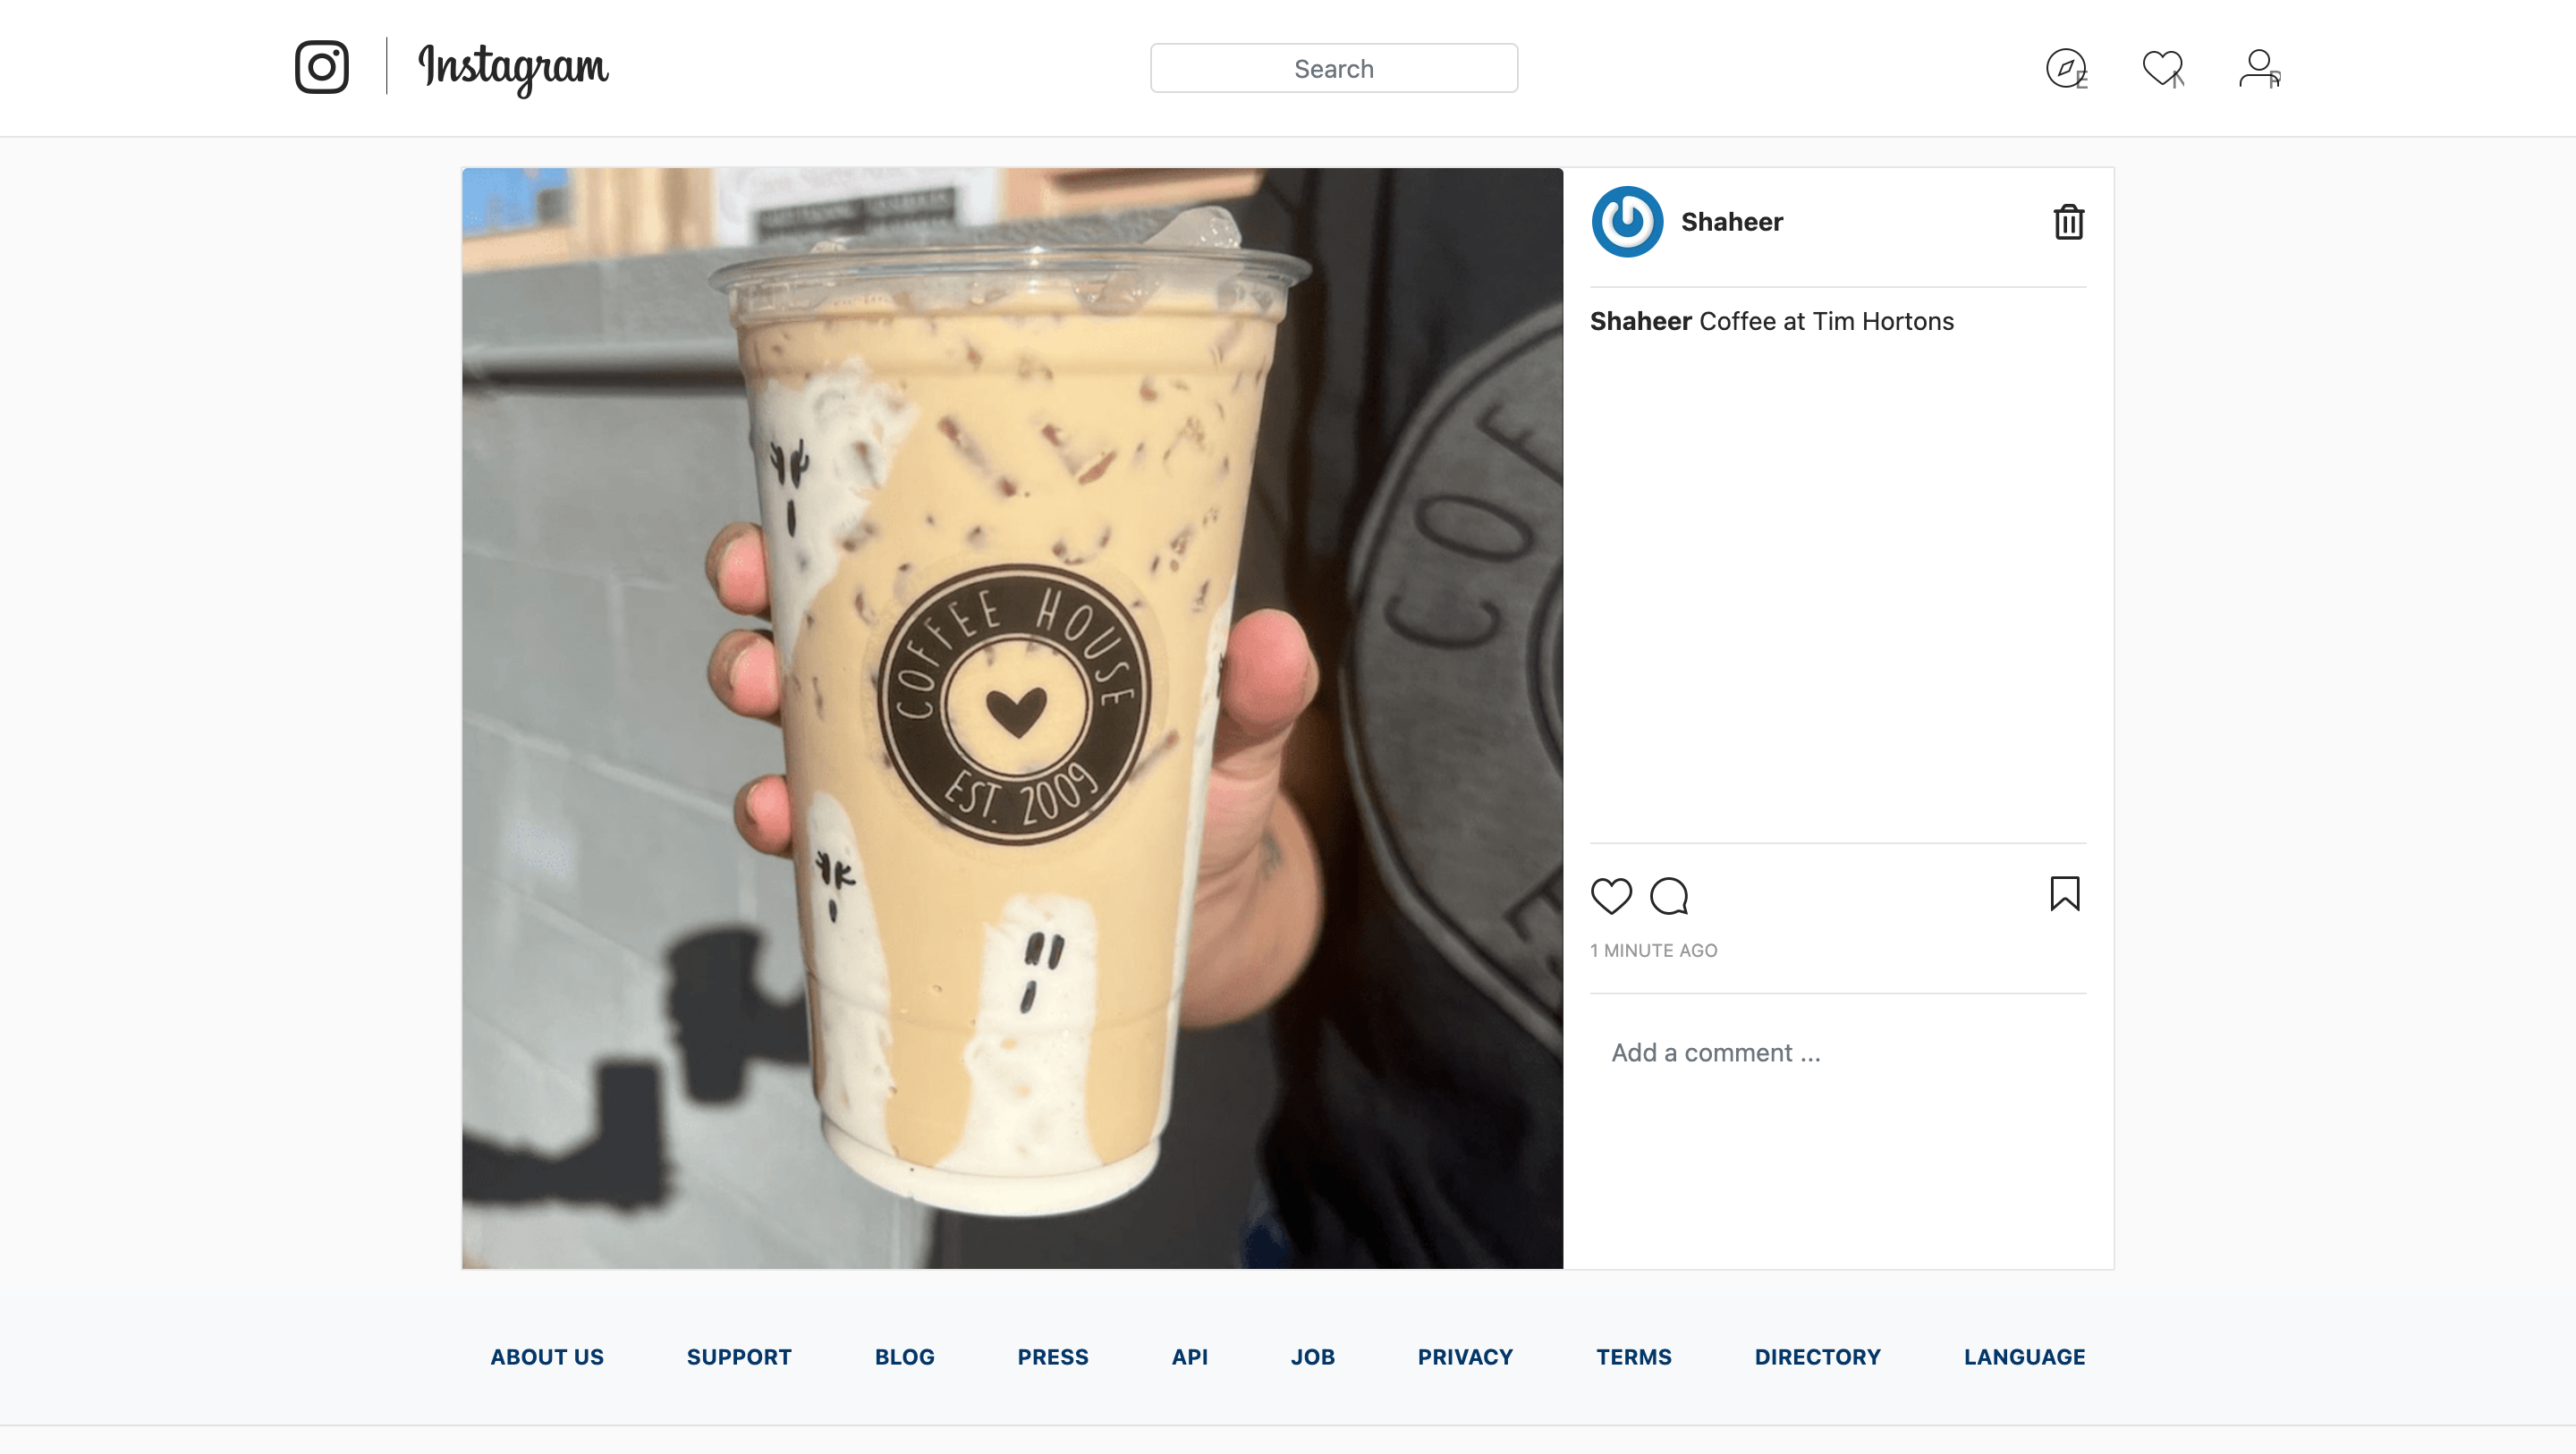 Instagram
Search
E
N
P
Shaheer
Shaheer Coffee at Tim Hortons
COFFEE HOUSE
EST. 2009
COF
1 MINUTE AGO
Add a comment ...
ABOUT US SUPPORT BLOG PRESS API JOB PRIVACY TERMS DIRECTORY LANGUAGE